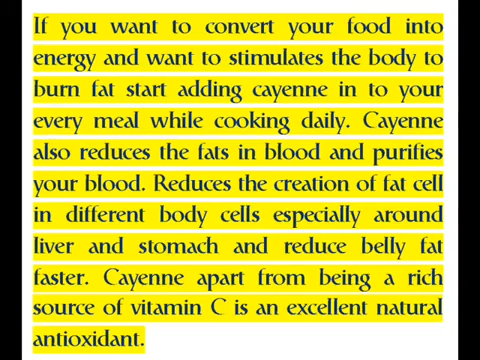 If you want to convert your food into
energy and want to stimulates the body to
burn fat start adding cayenne in to your
every meal while cooking daily. Cayenne
also reduces the fats in blood and purifies
your blood. Reduces the creation of fat cell
in different body cells especially around
liver and stomach and reduce belly fat
faster. Cayenne apart from being a rich
source of vitamin C is an excellent natural
antioxidant.